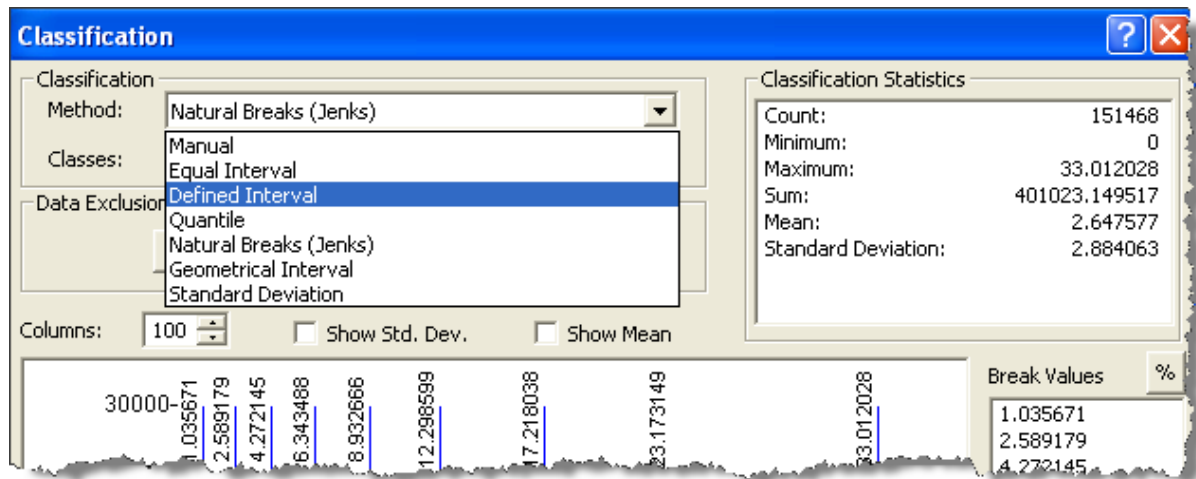 Classification
?
Classification
Method:
Natural Breaks (Jenks)
Classes:
Manual
Equal Interval
Defined Interval
Quantile
Natural Breaks (Jenks)
Geometrical Interval
Standard Deviation
Data Exclusion
Columns:
100
Show Std. Dev.
Show Mean
Classification Statistics
Count: 151468
Minimum: 0
Maximum: 33.012028
Sum: 401023.149517
Mean: 2.647577
Standard Deviation: 2.884063
30000-
1.035671
2.589179
4.272145
6.343488
8.932666
12.298599
17.218038
23.173149
33.012028
Break Values
%
1.035671
2.589179
4.272145